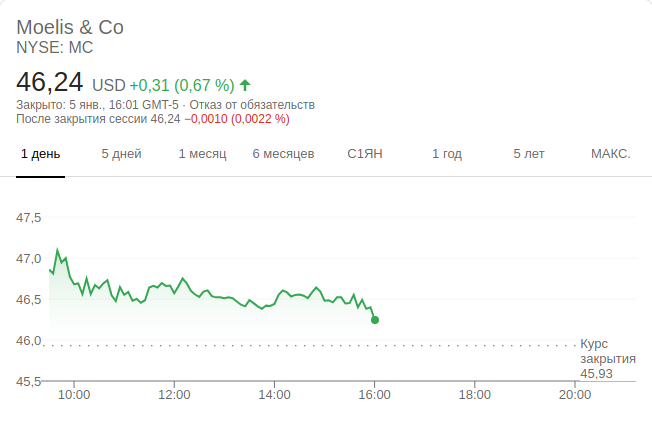 Moelis & Co
NYSE: MC
46,24 USD +0,31 (0,67 %)
Закрыто: 5 янв., 16:01 GMT-5 · Отказ от обязательств
После закрытия сессии 46,24 −0,0010 (0,0022 %)
1 день 5 дней 1 месяц 6 месяцев С1ЯН 1 год 5 лет МАКС.
47,5
47,0
46,5
46,0
Курс
закрытия
45,93
45,5
10:00 12:00 14:00 16:00 18:00 20:00